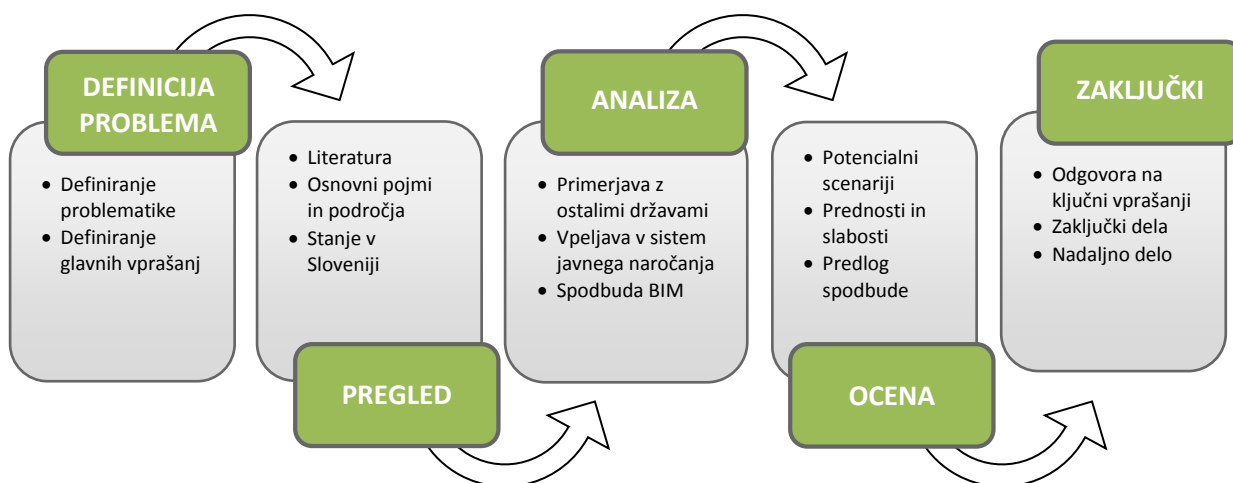 DEFINICIJA
PROBLEMA
• Definiranje
problematike
• Definiranje
glavnih vprašanj
• Literatura
• Osnovni pojmi
in področja
• Stanje v
Sloveniji
PREGLED
ANALIZA
• Primerjava z
ostalimi državami
• Vpeljava v sistem
javnega naročanja
• Spodbuda BIM
• Potencialni
scenariji
• Prednosti in
slabosti
• Predlog
spodbude
OCENA
ZAKLJUČKI
• Odgovora na
ključni vprašanji
• Zaključki dela
• Nadaljno delo